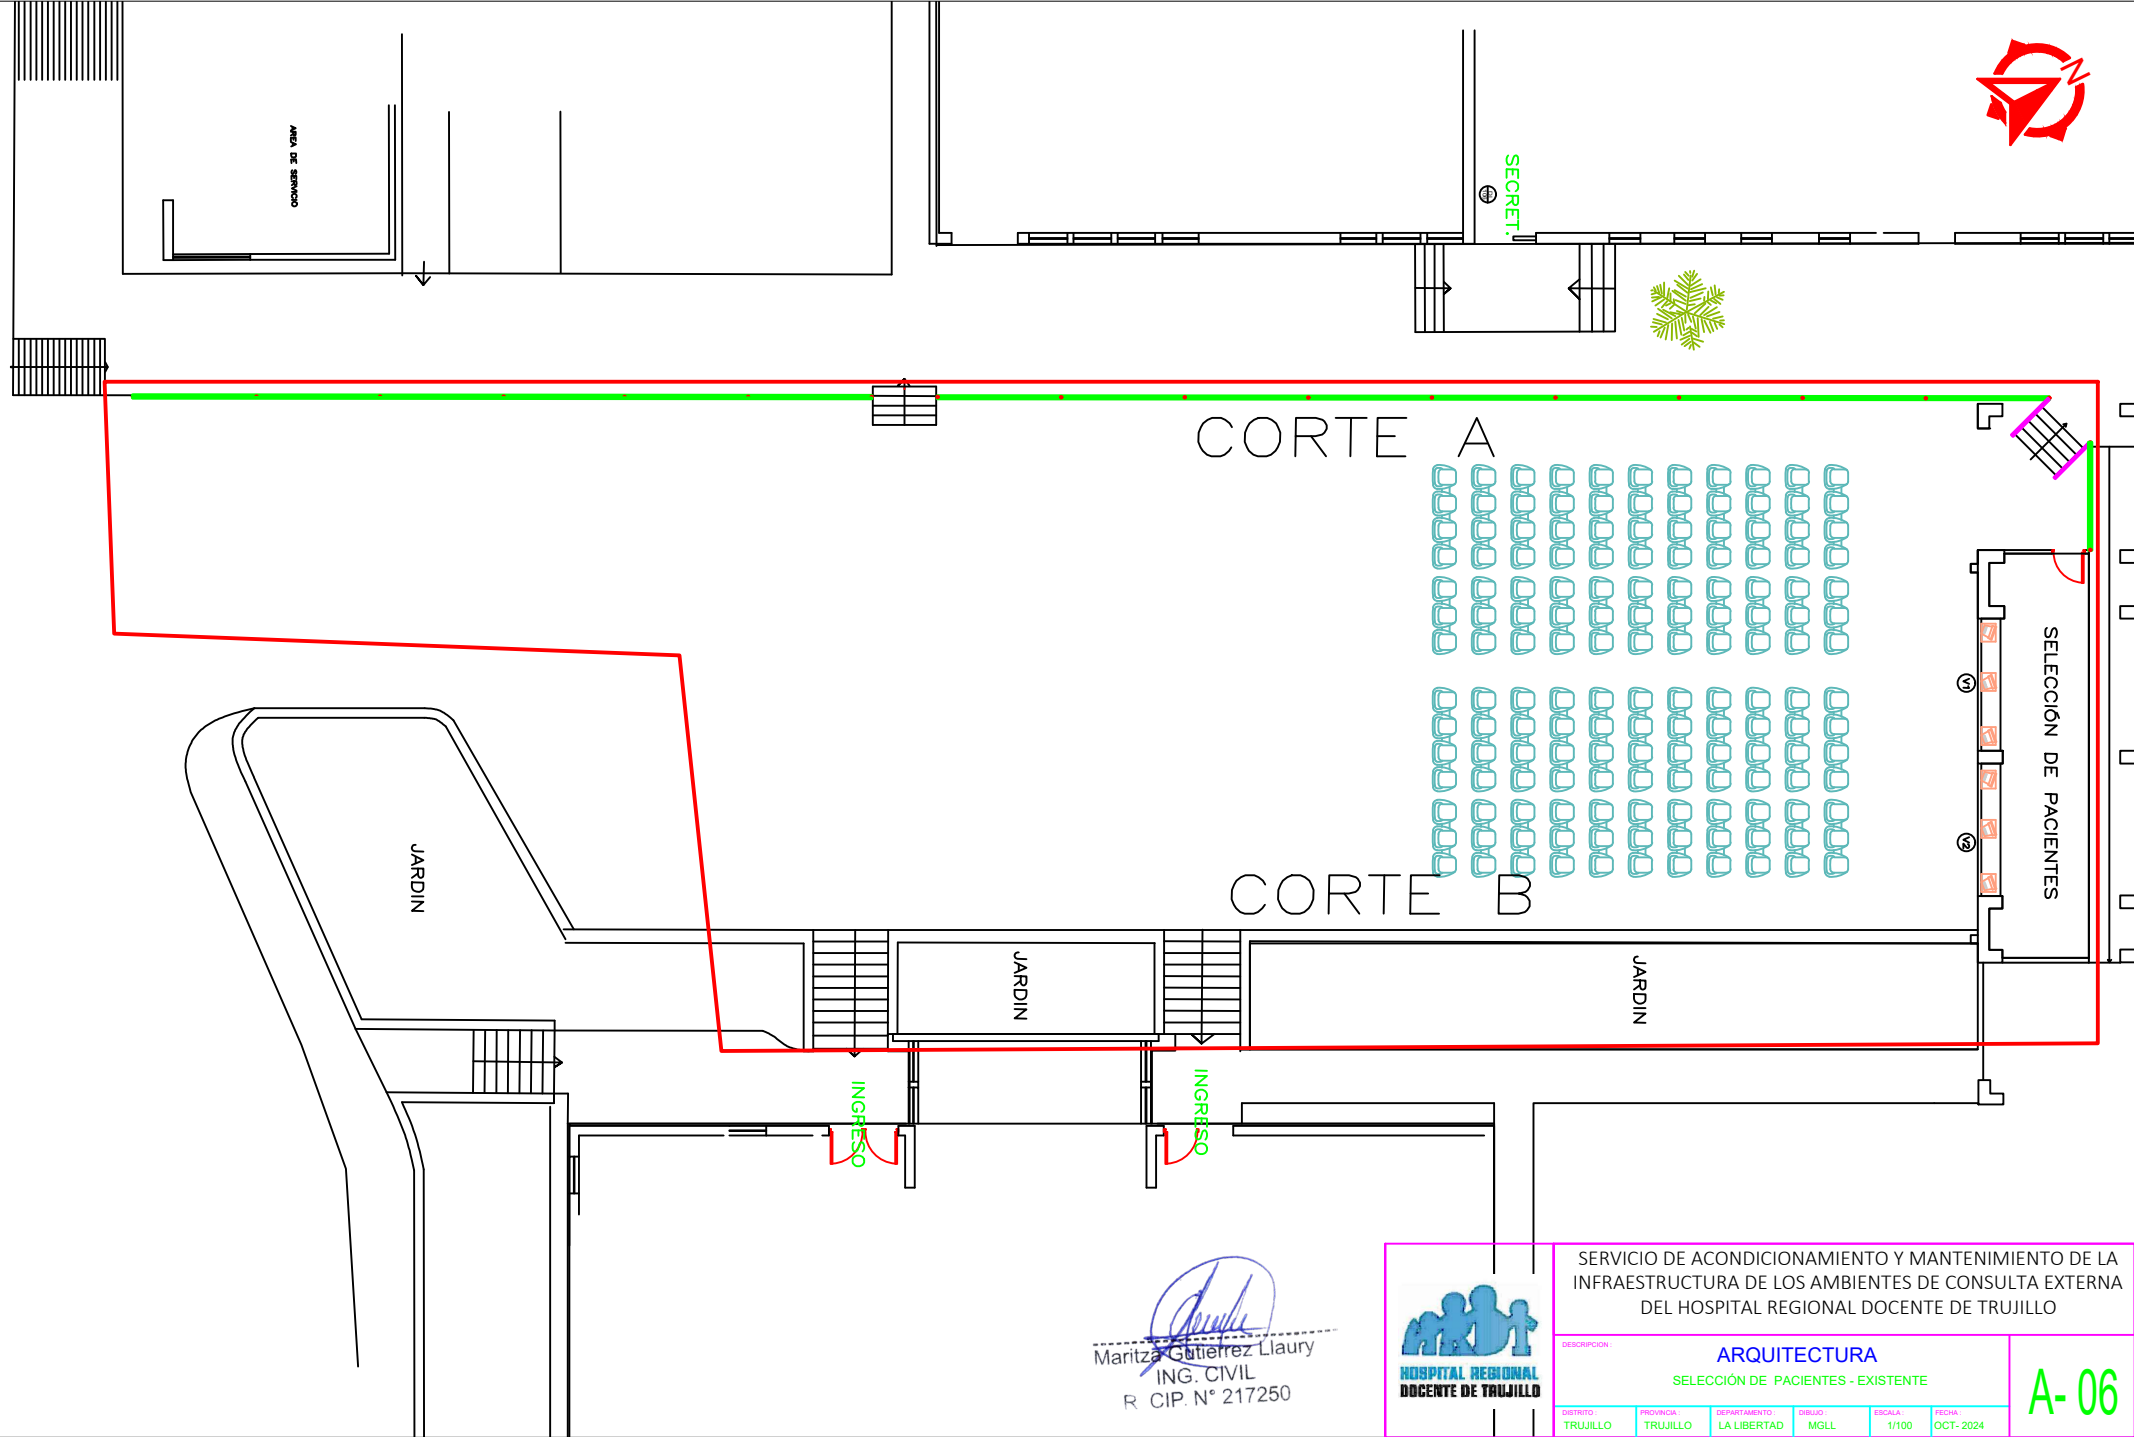 AREA DE SERVICIO
SECRET.
N
CORTE A
SELECCIÓN DE PACIENTES
V1
V2
CORTE B
JARDIN
JARDIN
JARDIN
INGRESO
INGRESO
Maritza Gutierrez Llaury
ING. CIVIL
R CIP. N° 217250
HOSPITAL REGIONAL
DOCENTE DE TRUJILLO
SERVICIO DE ACONDICIONAMIENTO Y MANTENIMIENTO DE LA
INFRAESTRUCTURA DE LOS AMBIENTES DE CONSULTA EXTERNA
DEL HOSPITAL REGIONAL DOCENTE DE TRUJILLO
DESCRIPCION :
ARQUITECTURA
SELECCIÓN DE PACIENTES - EXISTENTE
A- 06
DISTRITO :
TRUJILLO
PROVINCIA :
TRUJILLO
DEPARTAMENTO :
LA LIBERTAD
DIBUJO :
MGLL
ESCALA :
1/100
FECHA :
OCT- 2024